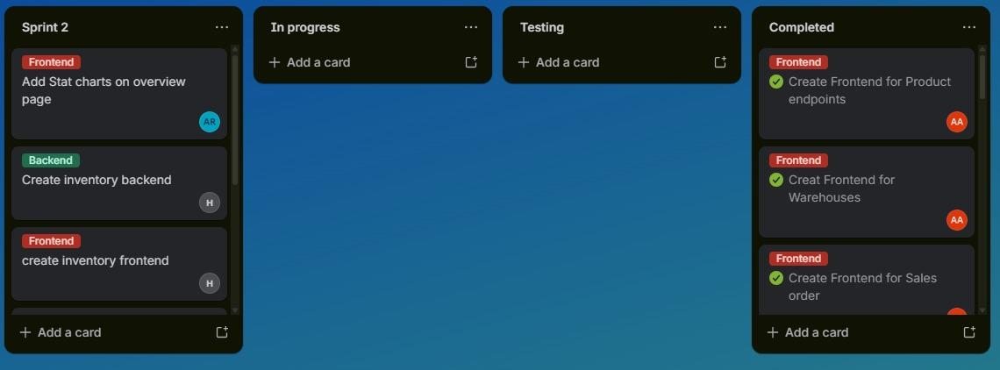 Sprint 2
Frontend
Add Stat charts on overview
page
AR
Backend
Create inventory backend
H
Frontend
create inventory frontend
H
Add a card
In progress
Add a card
Testing
Add a card
Completed
Frontend
Create Frontend for Product
endpoints
AA
Frontend
Creat Frontend for
Warehouses
AA
Frontend
Create Frontend for Sales
order
Add a card